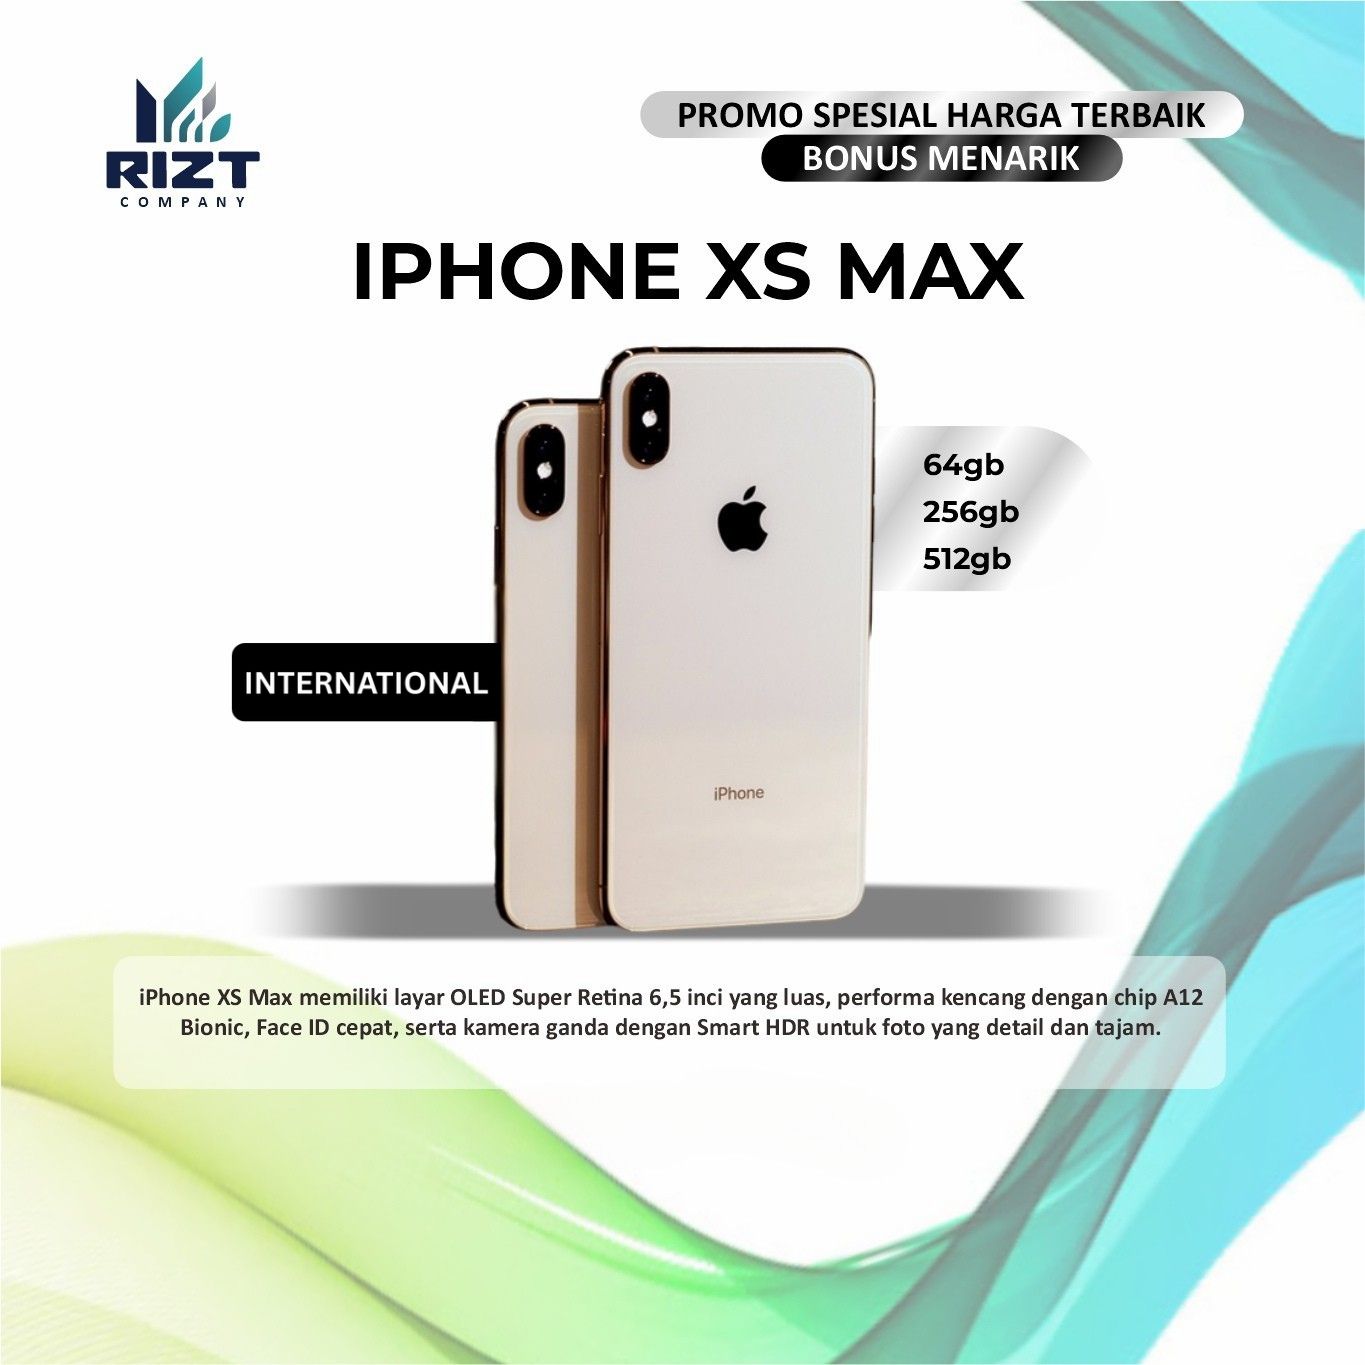 RIZT
COMPANY
PROMO SPESIAL HARGA TERBAIK
BONUS MENARIK
IPHONE XS MAX
64gb
256gb
512gb
INTERNATIONAL
iPhone
iPhone XS Max memiliki layar OLED Super Retina 6,5 inci yang luas, performa kencang dengan chip A12
Bionic, Face ID cepat, serta kamera ganda dengan Smart HDR untuk foto yang detail dan tajam.